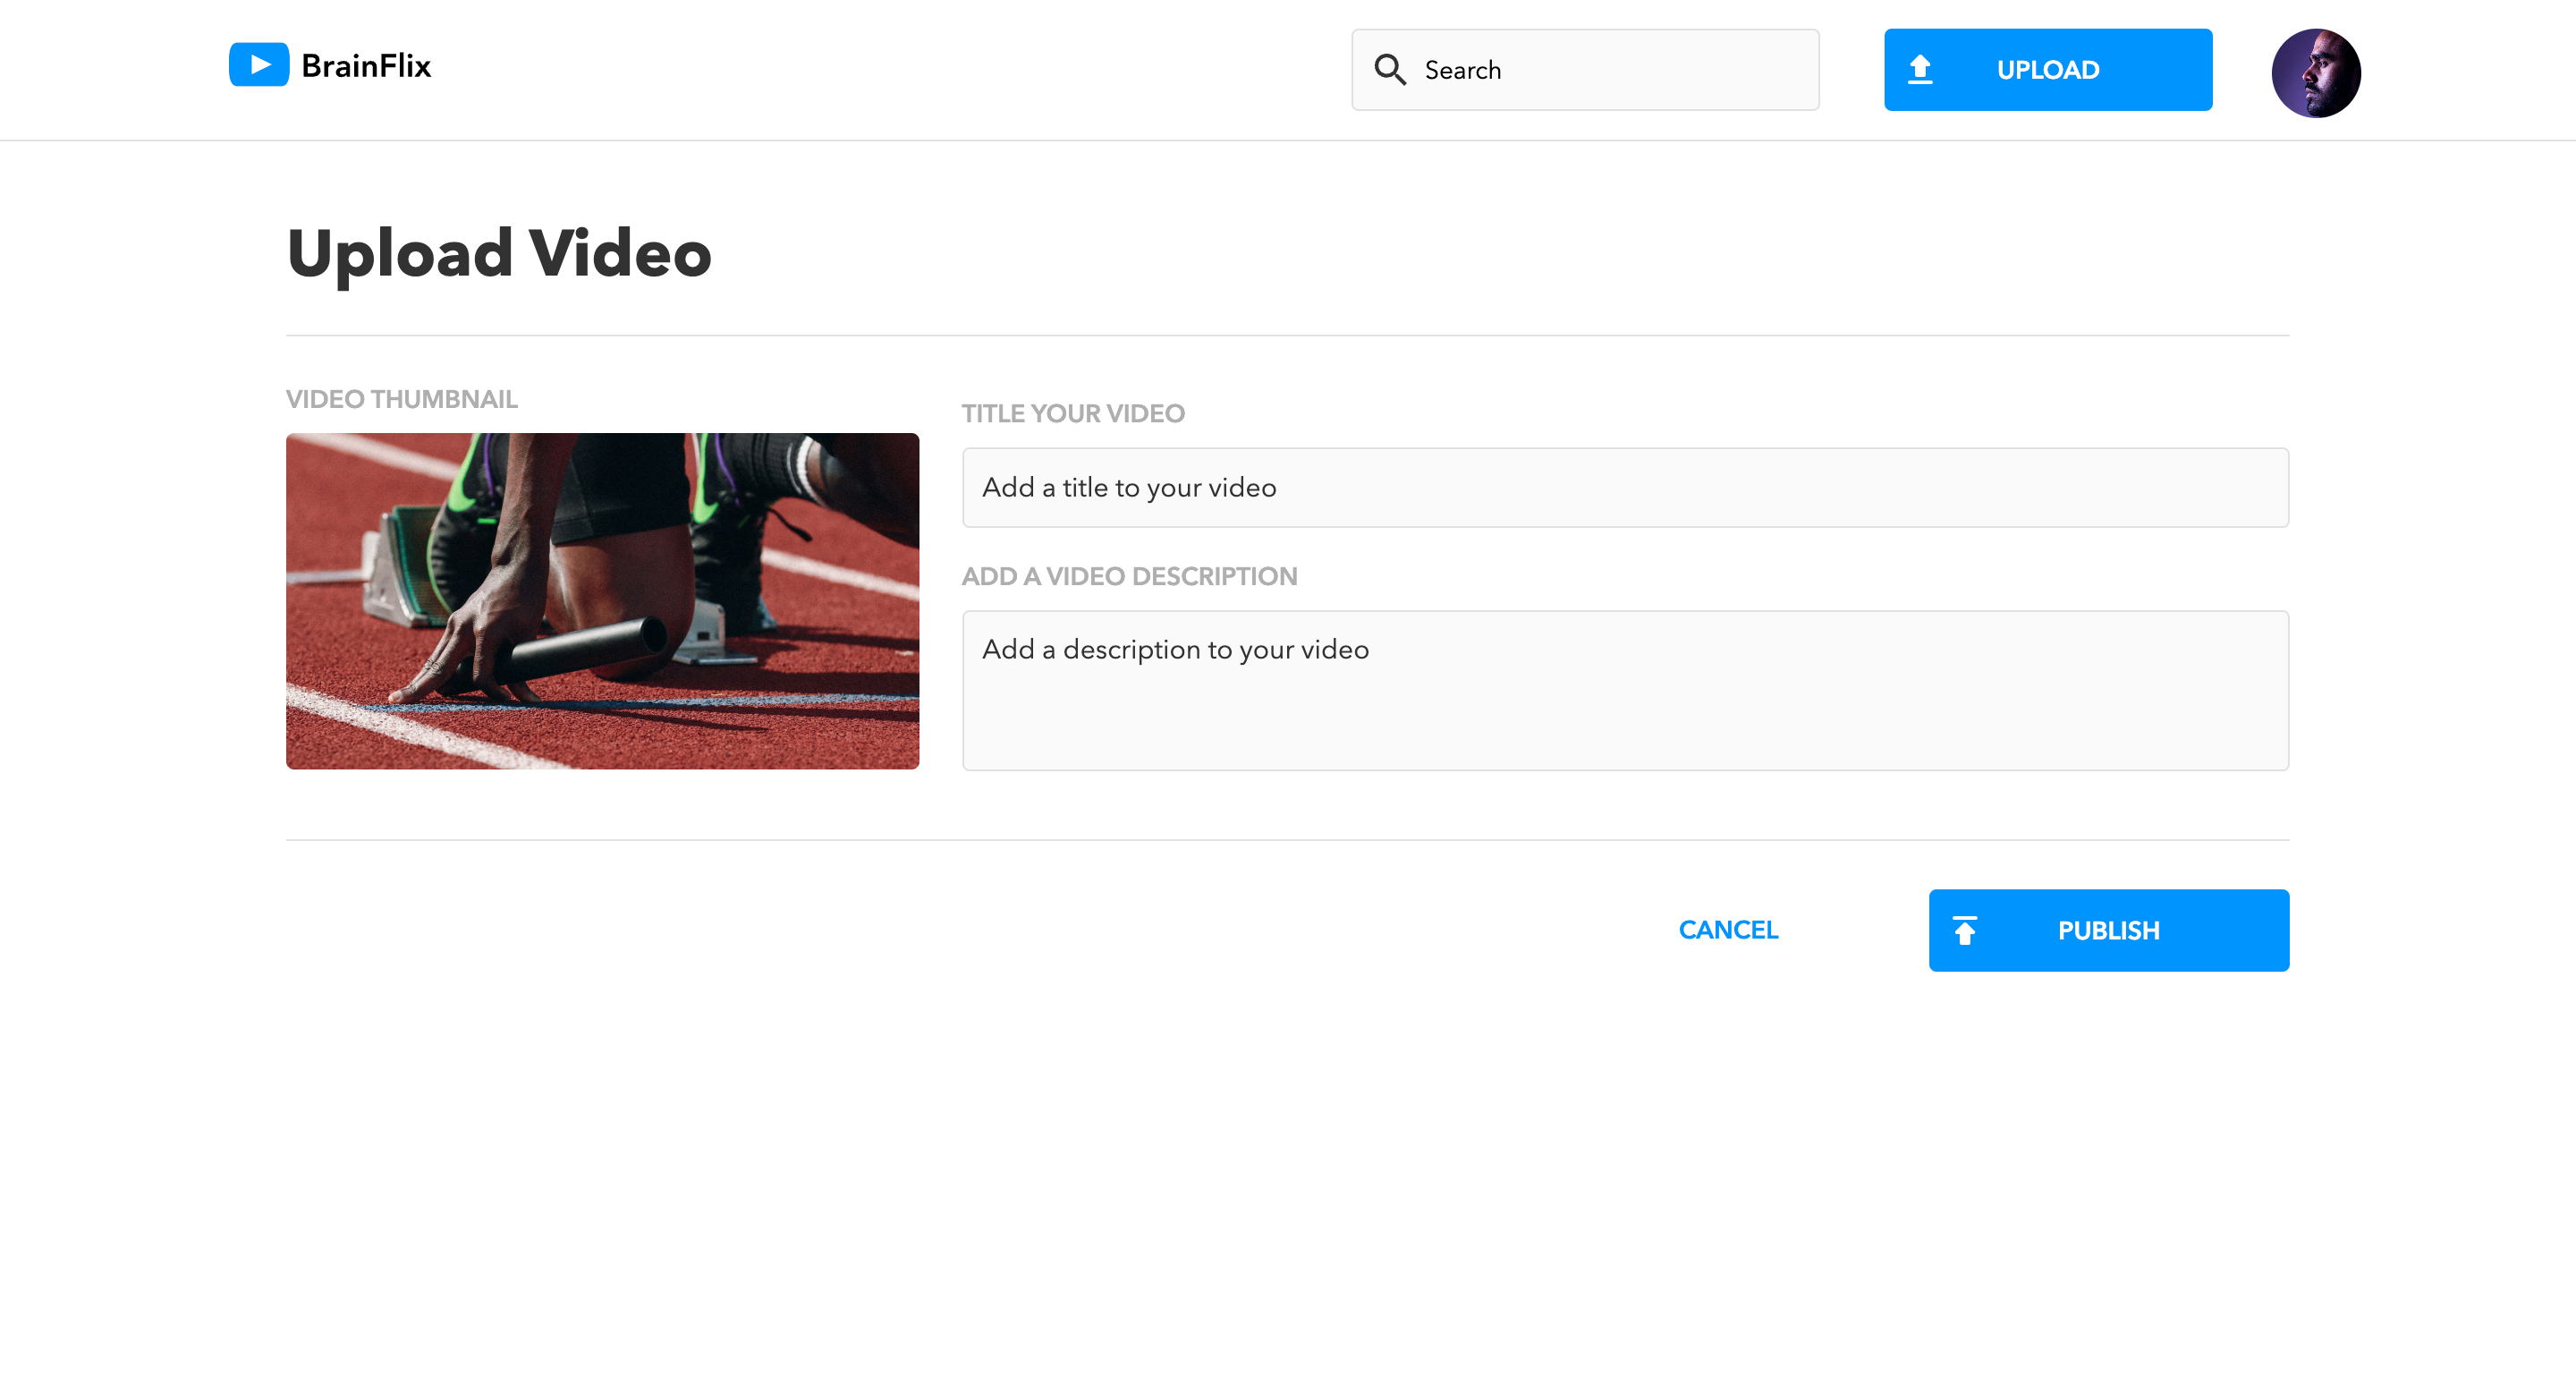 BrainFlix
Search
UPLOAD
Upload Video
VIDEO THUMBNAIL
TITLE YOUR VIDEO
Add a title to your video
ADD A VIDEO DESCRIPTION
Add a description to your video
CANCEL
PUBLISH